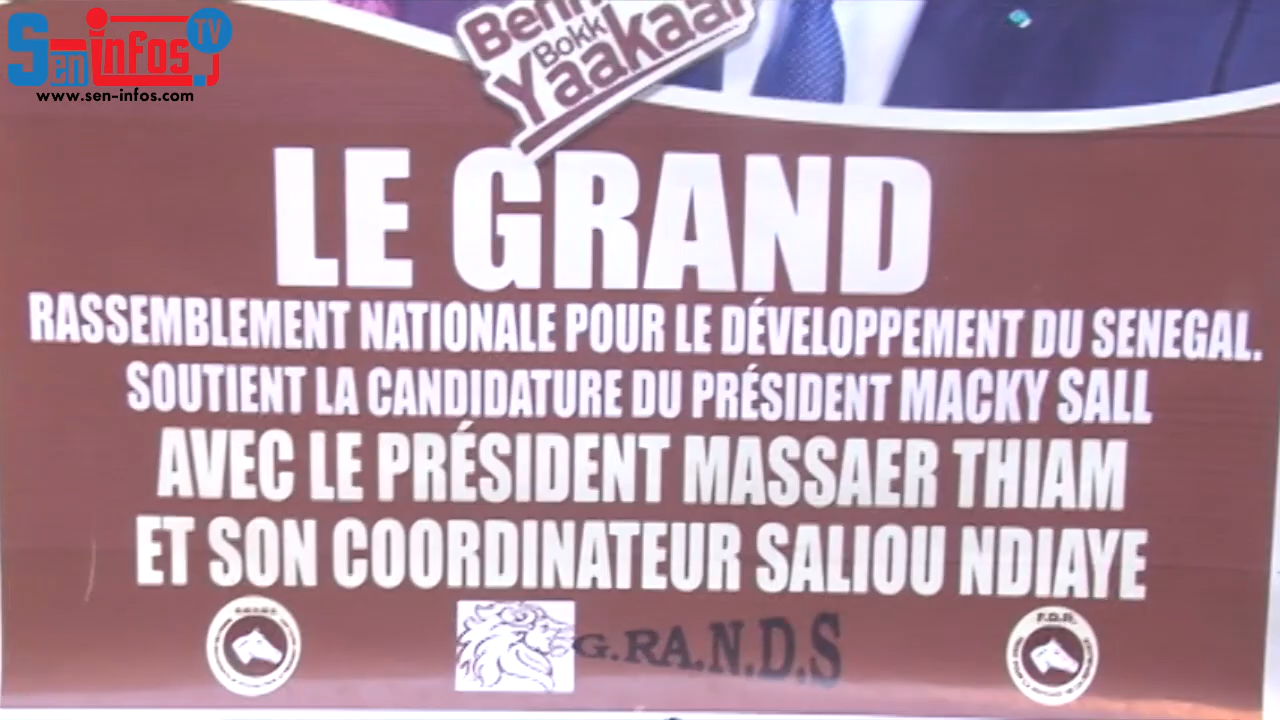 Sen infos TV
www.sen-infos.com
Benno
Bokk
Yaakaar
LE GRAND
RASSEMBLEMENT NATIONALE POUR LE DÉVELOPPEMENT DU SENEGAL.
SOUTIENT LA CANDIDATURE DU PRÉSIDENT MACKY SALL
AVEC LE PRÉSIDENT MASSAER THIAM
ET SON COORDINATEUR SALIOU NDIAYE
G.RA.N.D.S
F.D.R.